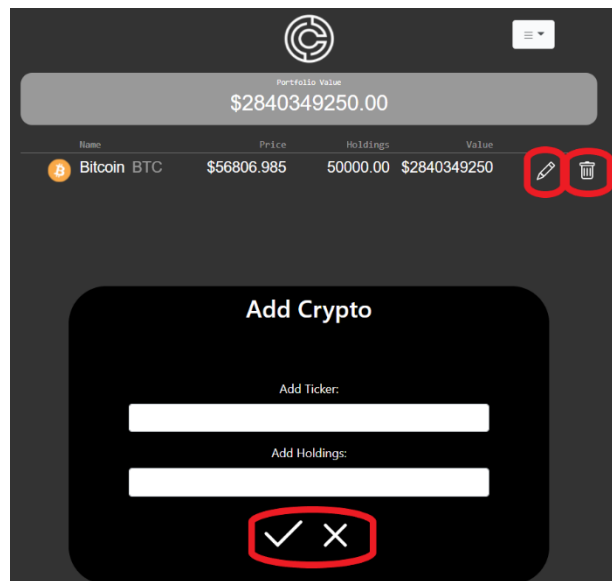 Portfolio Value
$2840349250.00
Name Price Holdings Value
Bitcoin BTC $56806.985 50000.00 $2840349250
Add Crypto
Add Ticker:
Add Holdings: